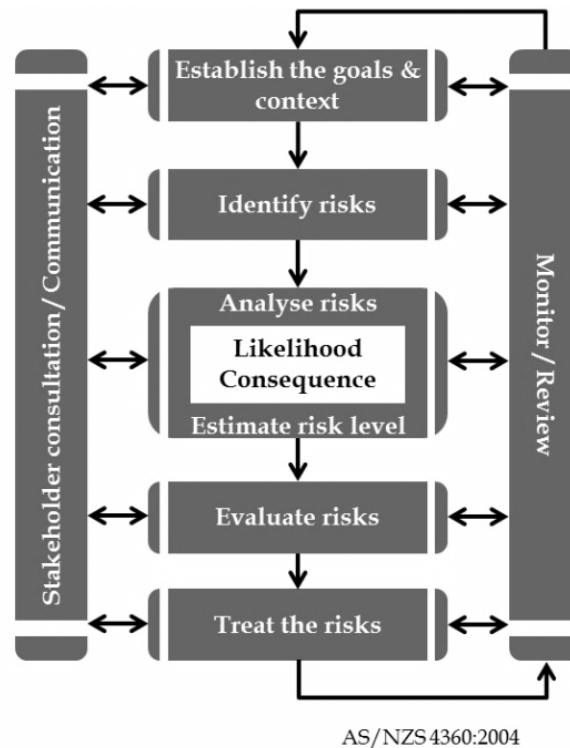 Establish the goals &
context
Stakeholder consultation / Communication
Identify risks
Analyse risks
Likelihood
Consequence
Estimate risk level
Monitor / Review
Evaluate risks
Treat the risks
AS/NZS 4360:2004